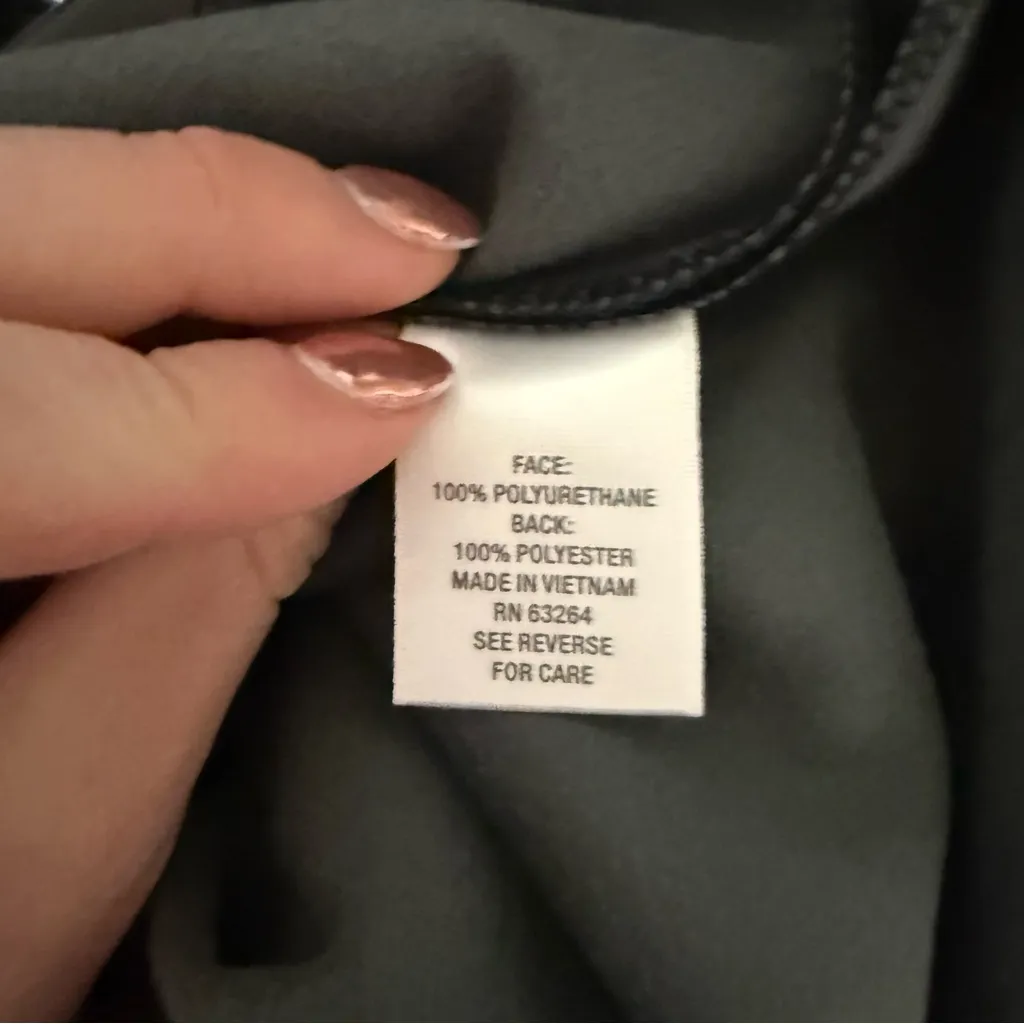 FACE:
100% POLYURETHANE
BACK:
100% POLYESTER
MADE IN VIETNAM
RN 63264
SEE REVERSE
FOR CARE